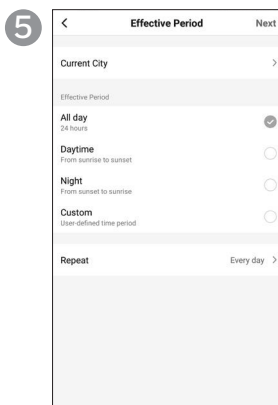 5
Effective Period
Next
Current City
Effective Period
All day
24 hours
Daytime
From sunrise to sunset
Night
From sunset to sunrise
Custom
User-defined time period
Repeat
Every day